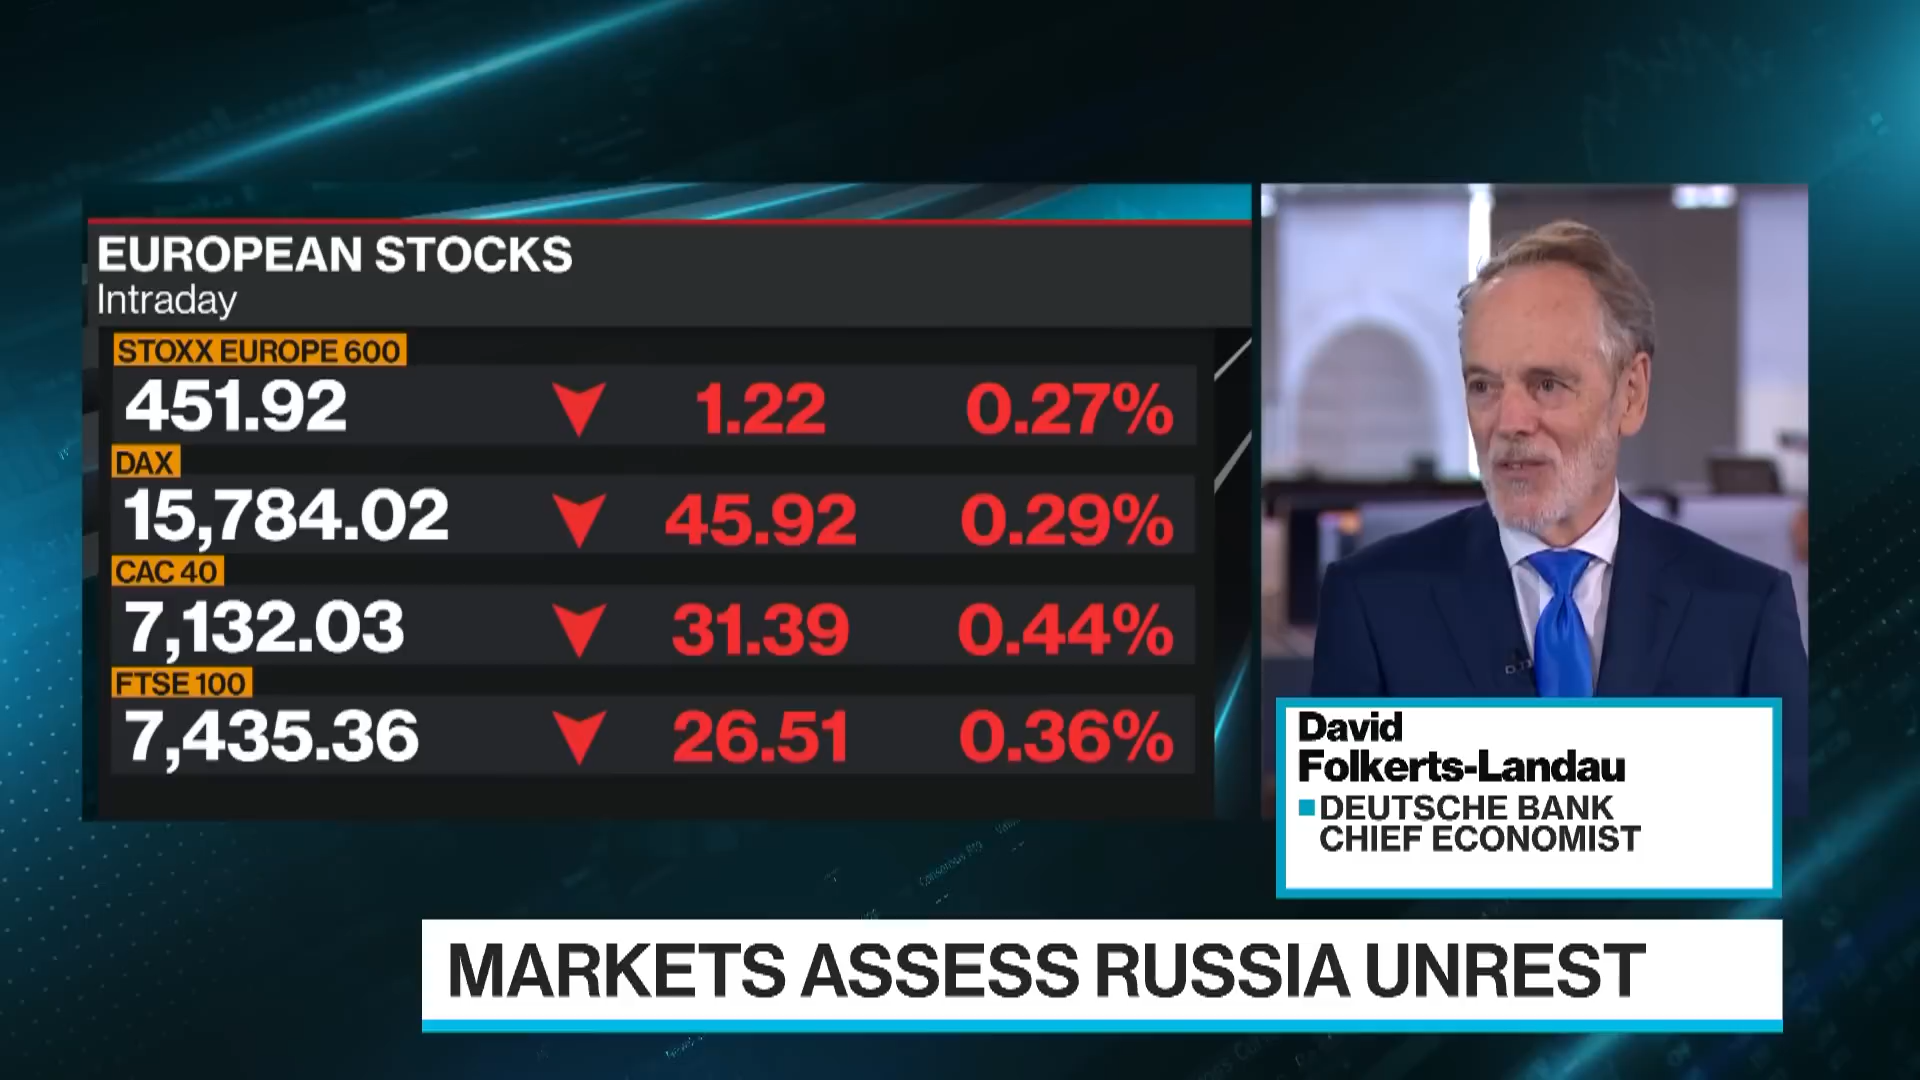 EUROPEAN STOCKS
Intraday
STOXX EUROPE 600
451.92 1.22 0.27%
DAX
15,784.02 45.92 0.29%
CAC 40
7,132.03 31.39 0.44%
FTSE 100
7,435.36 26.51 0.36%
David
Folkerts-Landau
DEUTSCHE BANK
CHIEF ECONOMIST
MARKETS ASSESS RUSSIA UNREST